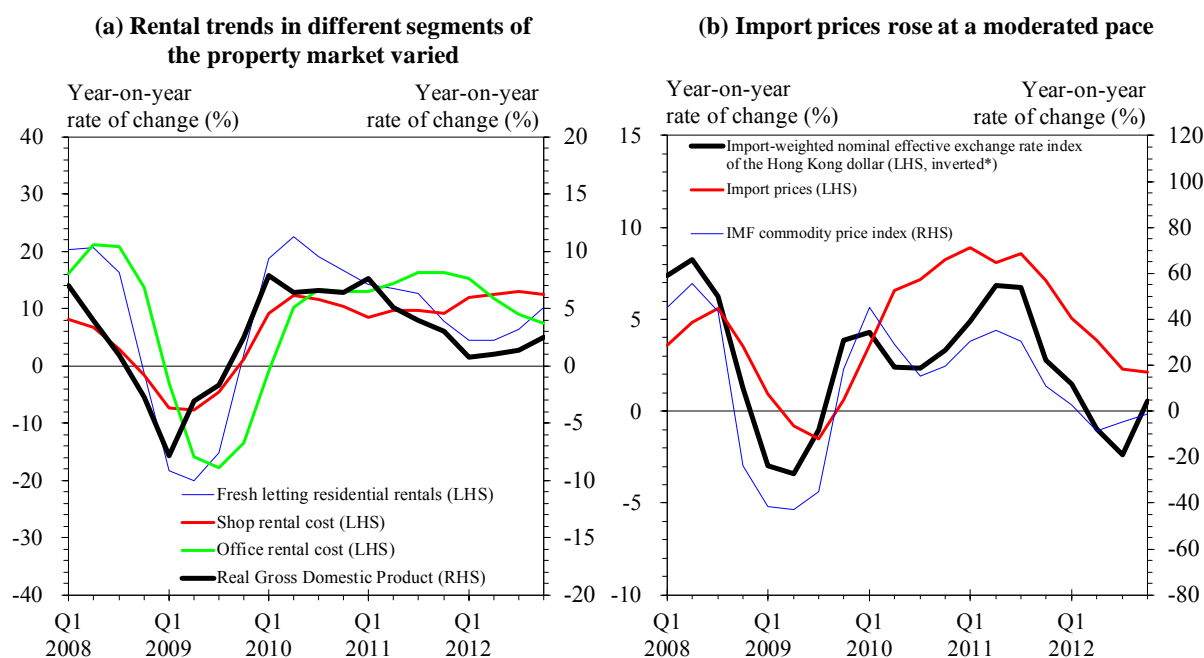 (a) Rental trends in different segments of
the property market varied
Year-on-year
rate of change (%)
Year-on-year
rate of change (%)
40
30
20
10
0
-10
-20
-30
-40
20
15
10
5
0
-5
-10
-15
-20
Fresh letting residential rentals (LHS)
Shop rental cost (LHS)
Office rental cost (LHS)
Real Gross Domestic Product (RHS)
Q1 Q1 Q1 Q1 Q1
2008 2009 2010 2011 2012
(b) Import prices rose at a moderated pace
Year-on-year
rate of change (%)
Year-on-year
rate of change (%)
15
10
5
0
-5
-10
120
100
80
60
40
20
0
-20
-40
-60
-80
Import-weighted nominal effective exchange rate index
of the Hong Kong dollar (LHS, inverted*)
Import prices (LHS)
IMF commodity price index (RHS)
Q1 Q1 Q1 Q1 Q1
2008 2009 2010 2011 2012